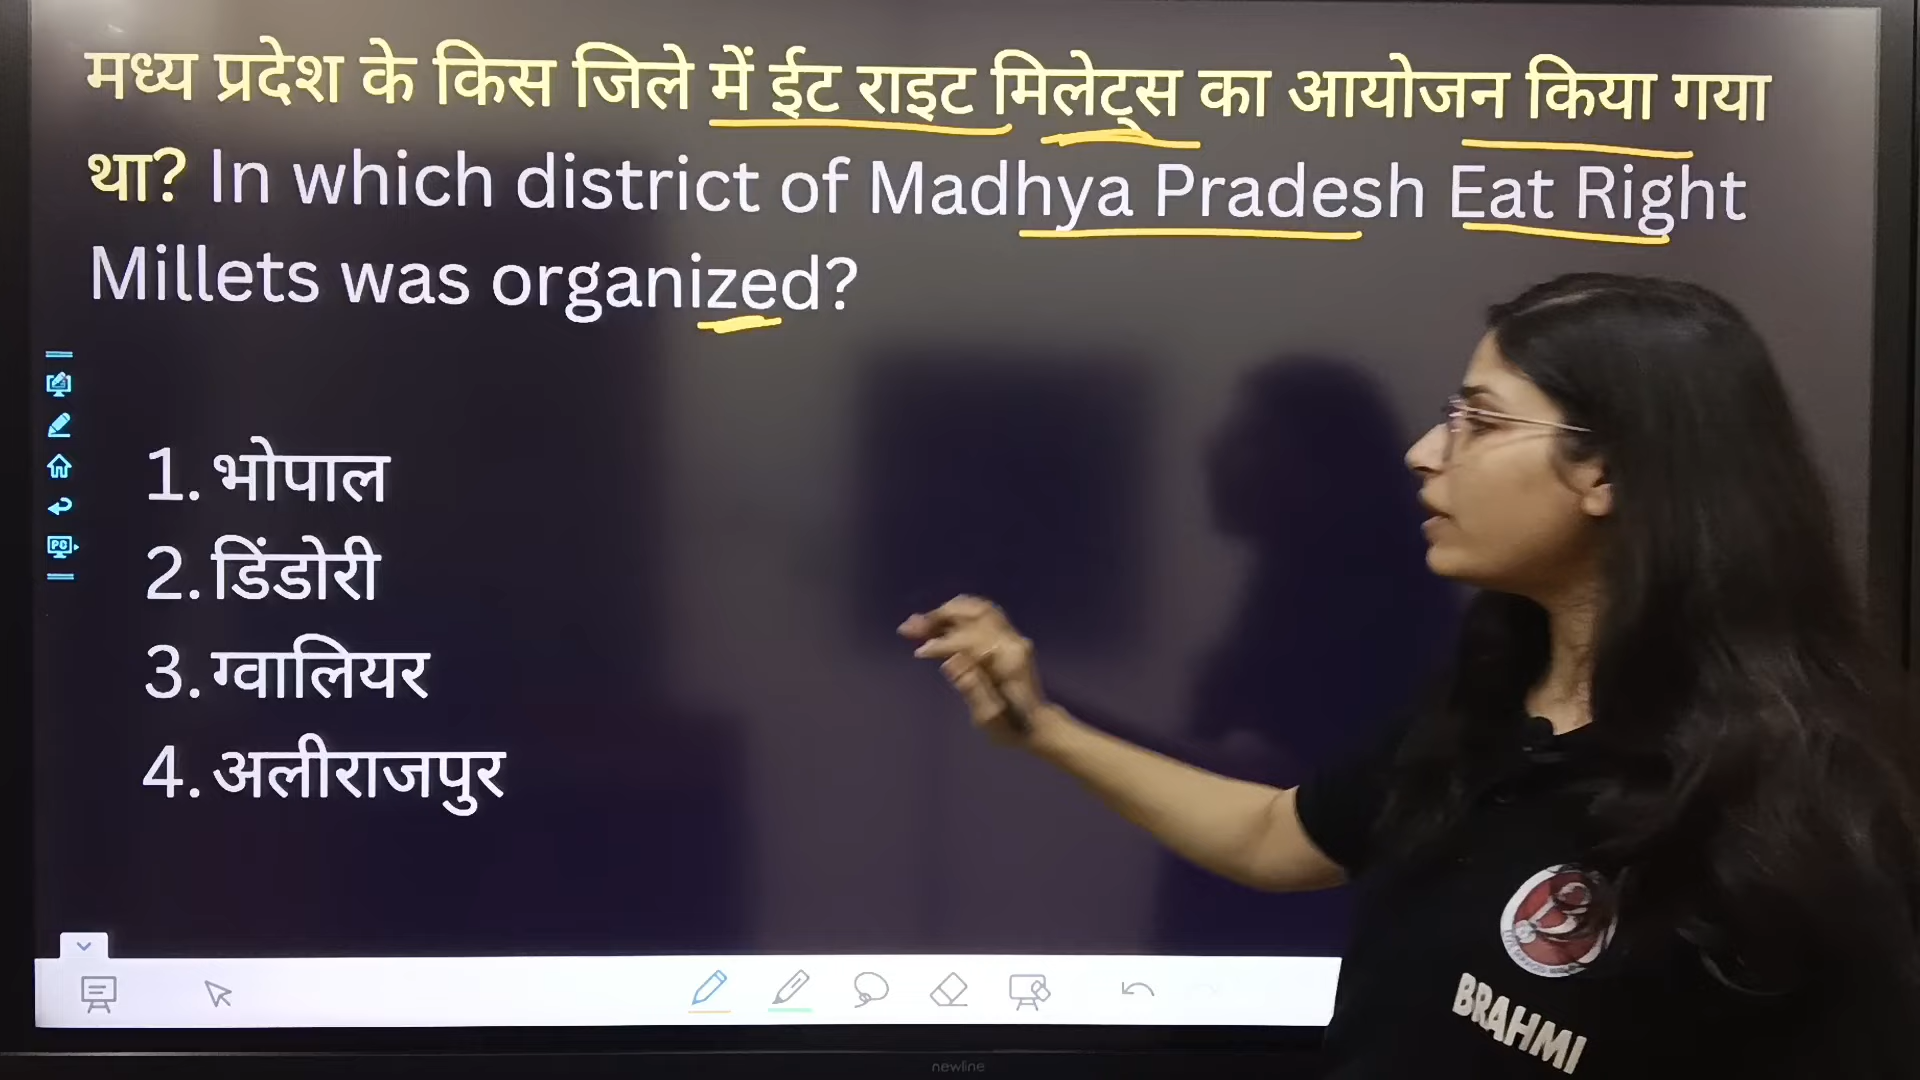 मध्य प्रदेश के किस जिले में ईट राइट मिलेट्स का आयोजन किया गया
था? In which district of Madhya Pradesh Eat Right
Millets was organized?
1. भोपाल
2. डिंडोरी
3. ग्वालियर
4. अलीराजपुर
BRAHMI
newline